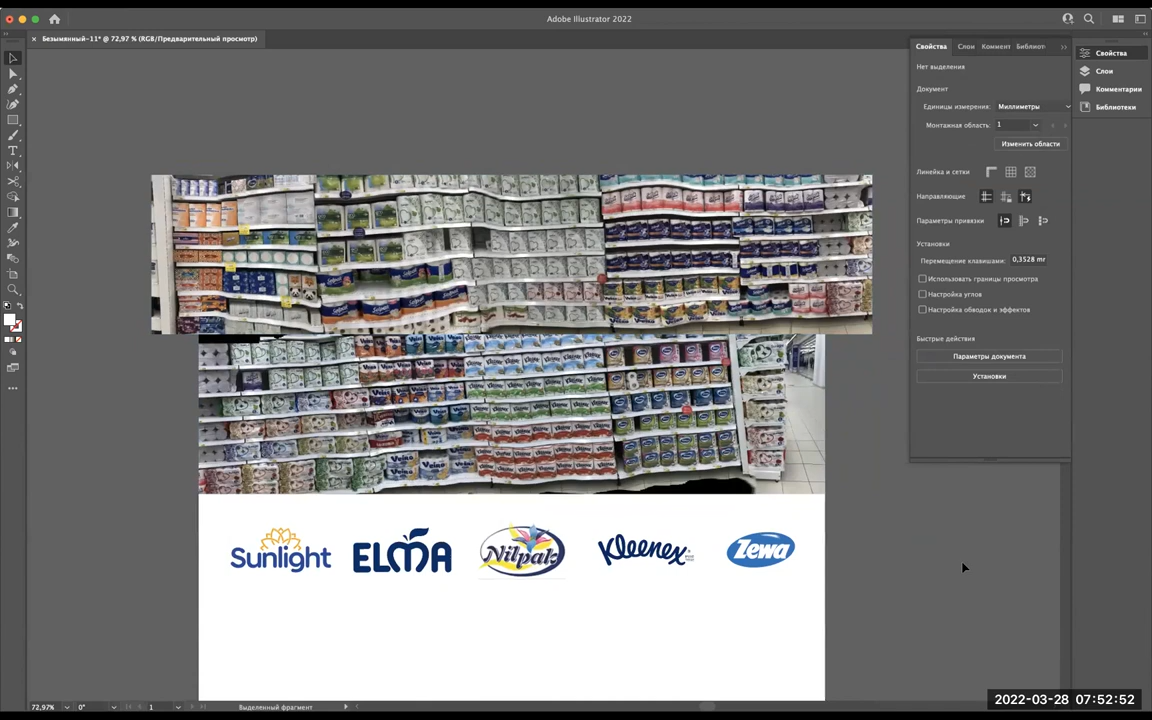 Adobe Illustrator 2022
× Безымянный-11* @ 72,97 % (RGB/Предварительный просмотр)
Свойства Слои Коммент Библиот
Нет выделения
Документ
Единицы измерения: Миллиметры
Монтажная область: 1
Изменить области
Линейка и сетки
Направляющие
Параметры привязки
Установки
Перемещение клавишами: 0,3528 mm
Использовать границы просмотра
Настройка углов
Настройка обводок и эффектов
Быстрые действия
Параметры документа
Установки
Свойства
Слои
Комментарии
Библиотеки
Veiro
Veiro
Sunlight ELMA Nilpak Kleenex Zewa
72,97% 0° 1 Выделенный фрагмент
2022-03-28 07:52:52